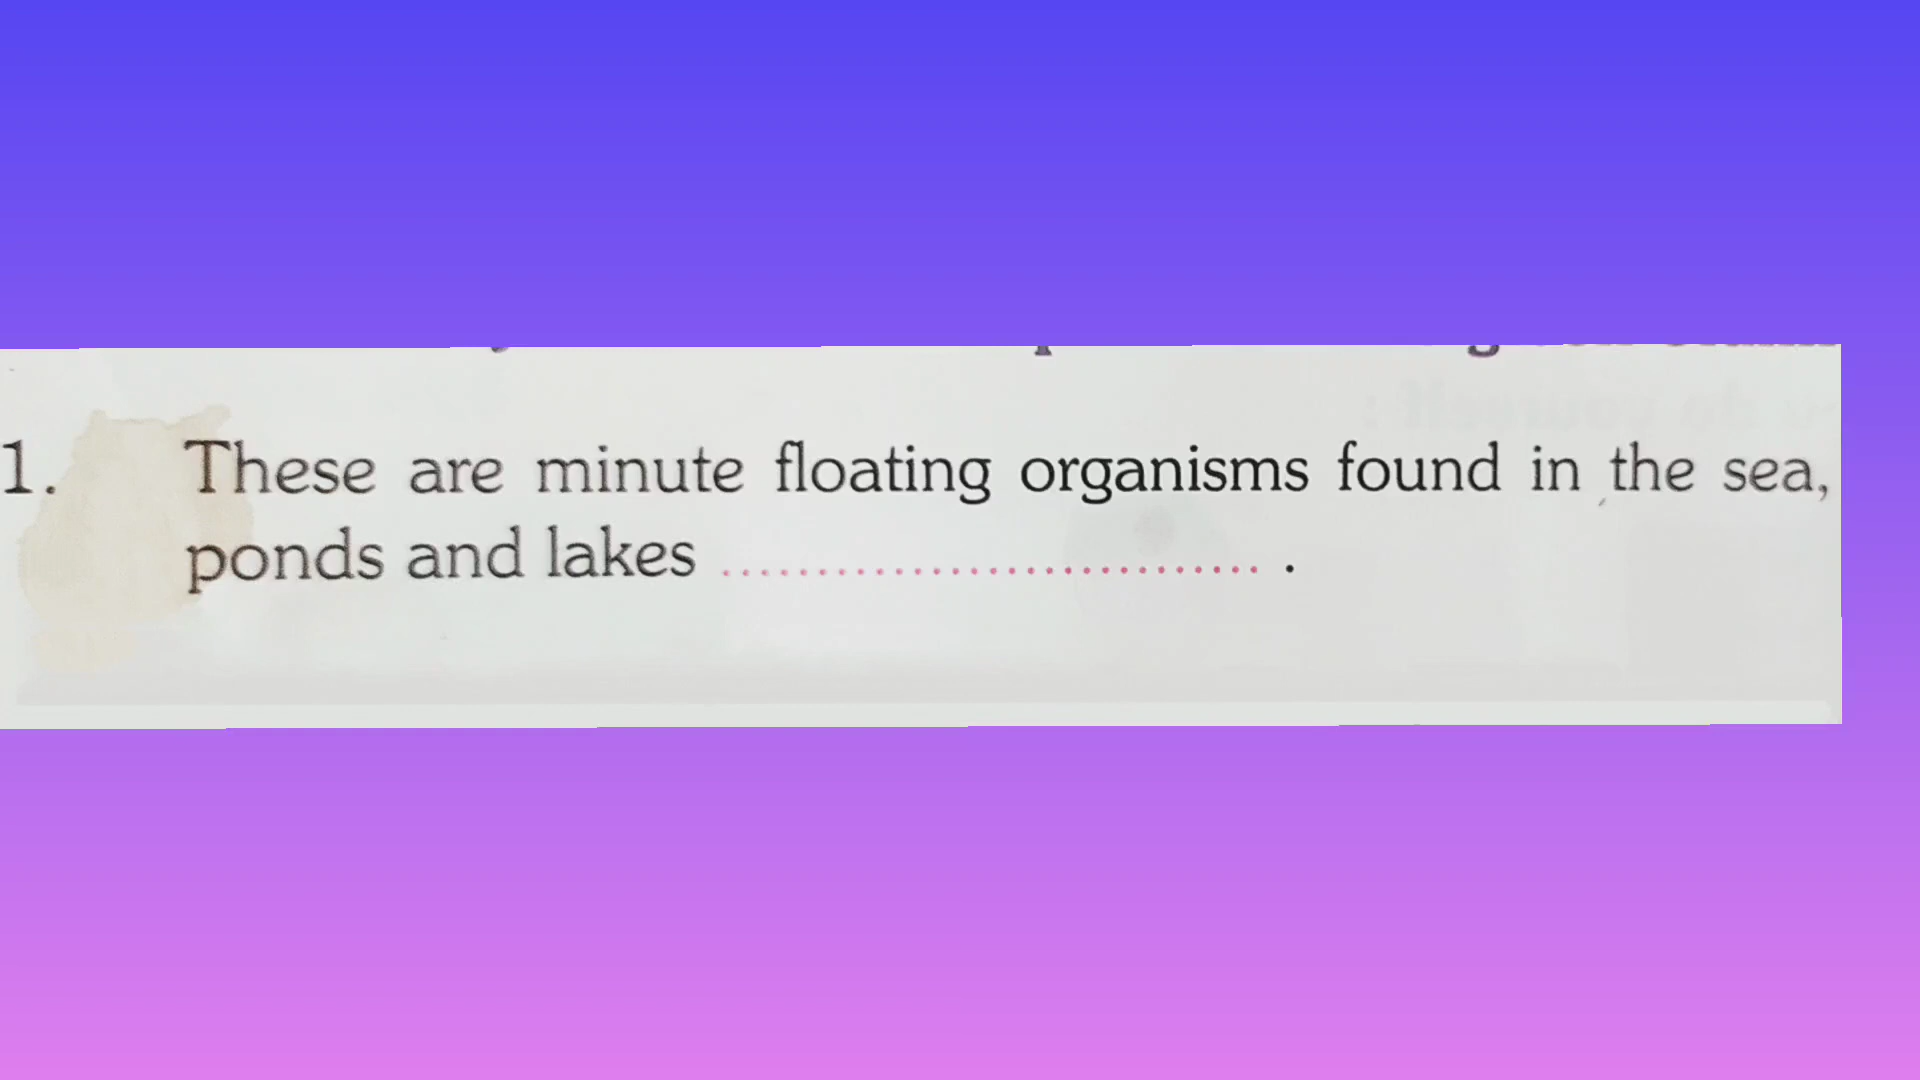 1. These are minute floating organisms found in the sea,
ponds and lakes ............................ .